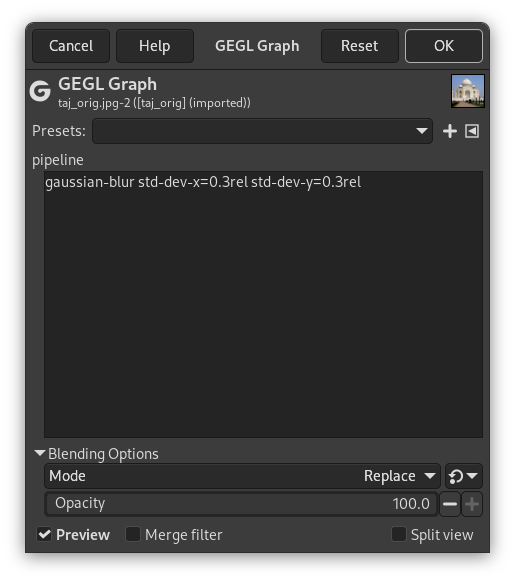 Cancel Help GEGL Graph Reset OK
GEGL Graph
taj_orig.jpg-2 ([taj_orig] (imported))
Presets:
pipeline
gaussian-blur std-dev-x=0.3rel std-dev-y=0.3rel
Blending Options
Mode Replace
Opacity 100.0
Preview Merge filter Split view